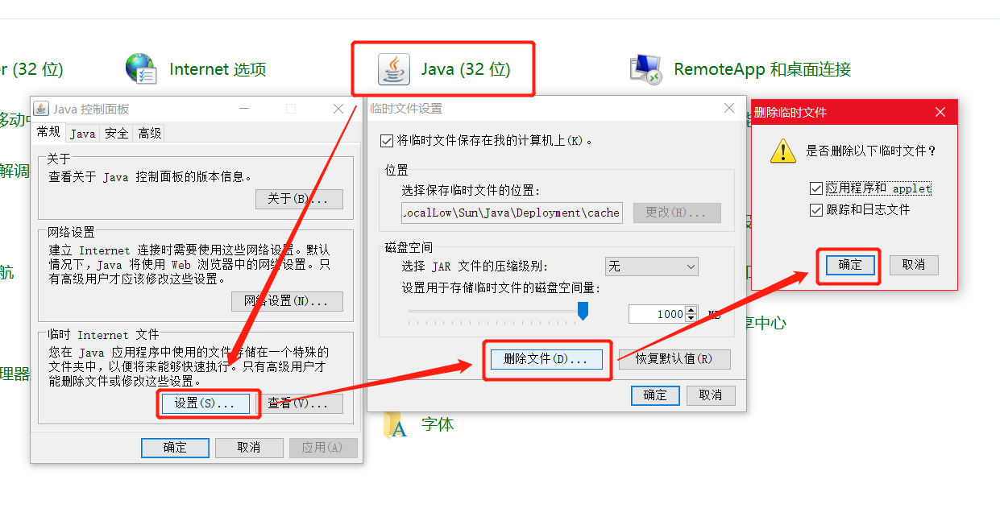 r (32 位)
Internet 选项
Java (32 位)
RemoteApp 和桌面连接
移动中
解调
航
理器
享中心
字体
Java 控制面板
常规 Java 安全 高级
关于
查看关于 Java 控制面板的版本信息。
关于(B)...
网络设置
建立 Internet 连接时需要使用这些网络设置。默认
情况下，Java 将使用 Web 浏览器中的网络设置。只
有高级用户才应该修改这些设置。
网络设置(N)...
临时 Internet 文件
您在 Java 应用程序中使用的文件存储在一个特殊的
文件夹中，以便将来能够快速执行。只有高级用户才
能删除文件或修改这些设置。
设置(S)... 查看(V)...
确定 取消 应用(A)
临时文件设置
将临时文件保存在我的计算机上(K)。
位置
选择保存临时文件的位置:
LocalLow\Sun\Java\Deployment\cache 更改(H)...
磁盘空间
选择 JAR 文件的压缩级别: 无
设置用于存储临时文件的磁盘空间量:
1000 MB
删除文件(D)... 恢复默认值(R)
确定 取消
删除临时文件
是否删除以下临时文件？
应用程序和 applet
跟踪和日志文件
确定 取消